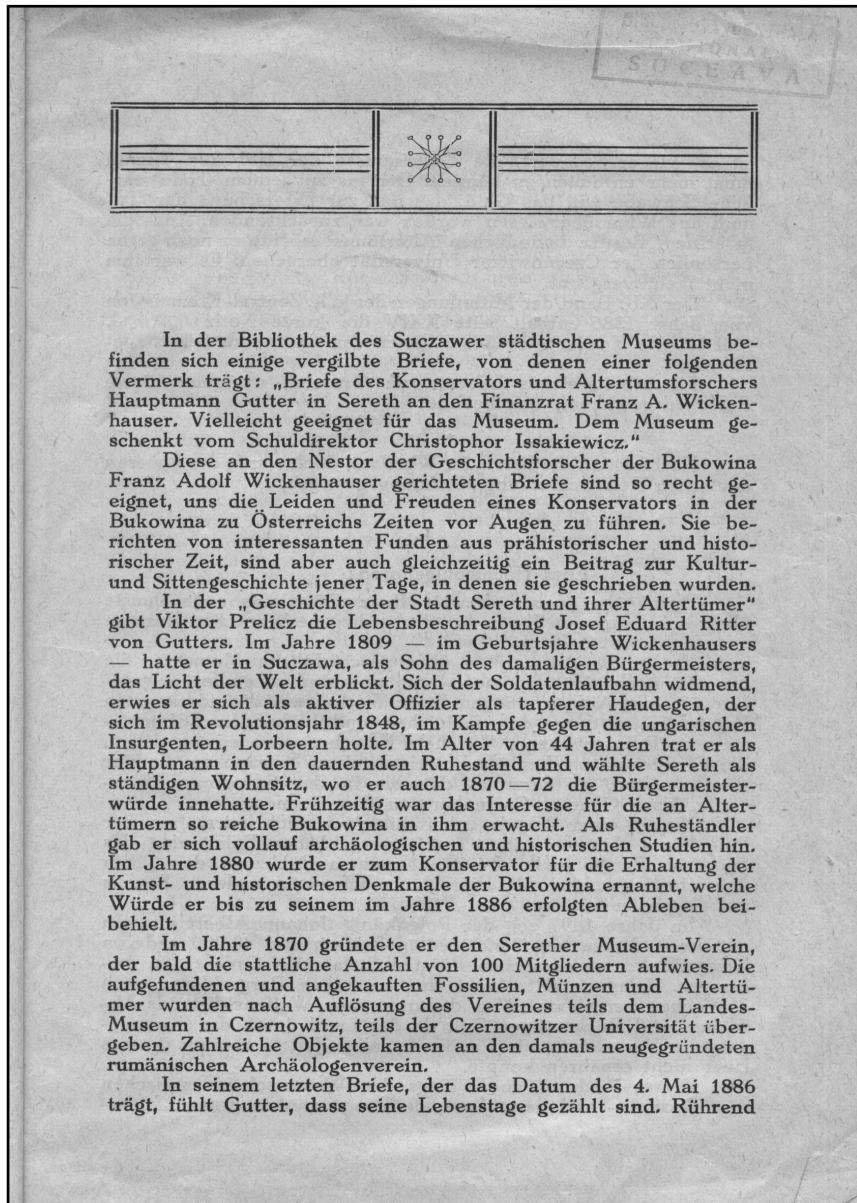 SUCEAVA
In der Bibliothek des Suczawer städtischen Museums be-
finden sich einige vergilbte Briefe, von denen einer folgenden
Vermerk trägt: „Briefe des Konservators und Altertumsforschers
Hauptmann Gutter in Sereth an den Finanzrat Franz A. Wicken-
hauser. Vielleicht geeignet für das Museum. Dem Museum ge-
schenkt vom Schuldirektor Christophor Issakiewicz.“
Diese an den Nestor der Geschichtsforscher der Bukowina
Franz Adolf Wickenhauser gerichteten Briefe sind so recht ge-
eignet, uns die Leiden und Freuden eines Konservators in der
Bukowina zu Österreichs Zeiten vor Augen zu führen. Sie be-
richten von interessanten Funden aus prähistorischer und histo-
rischer Zeit, sind aber auch gleichzeitig ein Beitrag zur Kultur-
und Sittengeschichte jener Tage, in denen sie geschrieben wurden.
In der „Geschichte der Stadt Sereth und ihrer Altertümer“
gibt Viktor Prelicz die Lebensbeschreibung Josef Eduard Ritter
von Gutters. Im Jahre 1809 — im Geburtsjahre Wickenhausers
— hatte er in Suczawa, als Sohn des damaligen Bürgermeisters,
das Licht der Welt erblickt. Sich der Soldatenlaufbahn widmend,
erwies er sich als aktiver Offizier als tapferer Haudegen, der
sich im Revolutionsjahr 1848, im Kampfe gegen die ungarischen
Insurgenten, Lorbeern holte. Im Alter von 44 Jahren trat er als
Hauptmann in den dauernden Ruhestand und wählte Sereth als
ständigen Wohnsitz, wo er auch 1870—72 die Bürgermeister-
würde innehatte. Frühzeitig war das Interesse für die an Alter-
tümern so reiche Bukowina in ihm erwacht. Als Ruheständler
gab er sich vollauf archäologischen und historischen Studien hin.
Im Jahre 1880 wurde er zum Konservator für die Erhaltung der
Kunst- und historischen Denkmale der Bukowina ernannt, welche
Würde er bis zu seinem im Jahre 1886 erfolgten Ableben bei-
behielt.
Im Jahre 1870 gründete er den Serether Museum-Verein,
der bald die stattliche Anzahl von 100 Mitgliedern aufwies. Die
aufgefundenen und angekauften Fossilien, Münzen und Altertü-
mer wurden nach Auflösung des Vereines teils dem Landes-
Museum in Czernowitz, teils der Czernowitzer Universität über-
geben. Zahlreiche Objekte kamen an den damals neugegründeten
rumänischen Archäologenverein.
In seinem letzten Briefe, der das Datum des 4. Mai 1886
trägt, fühlt Gutter, dass seine Lebenstage gezählt sind. Rührend